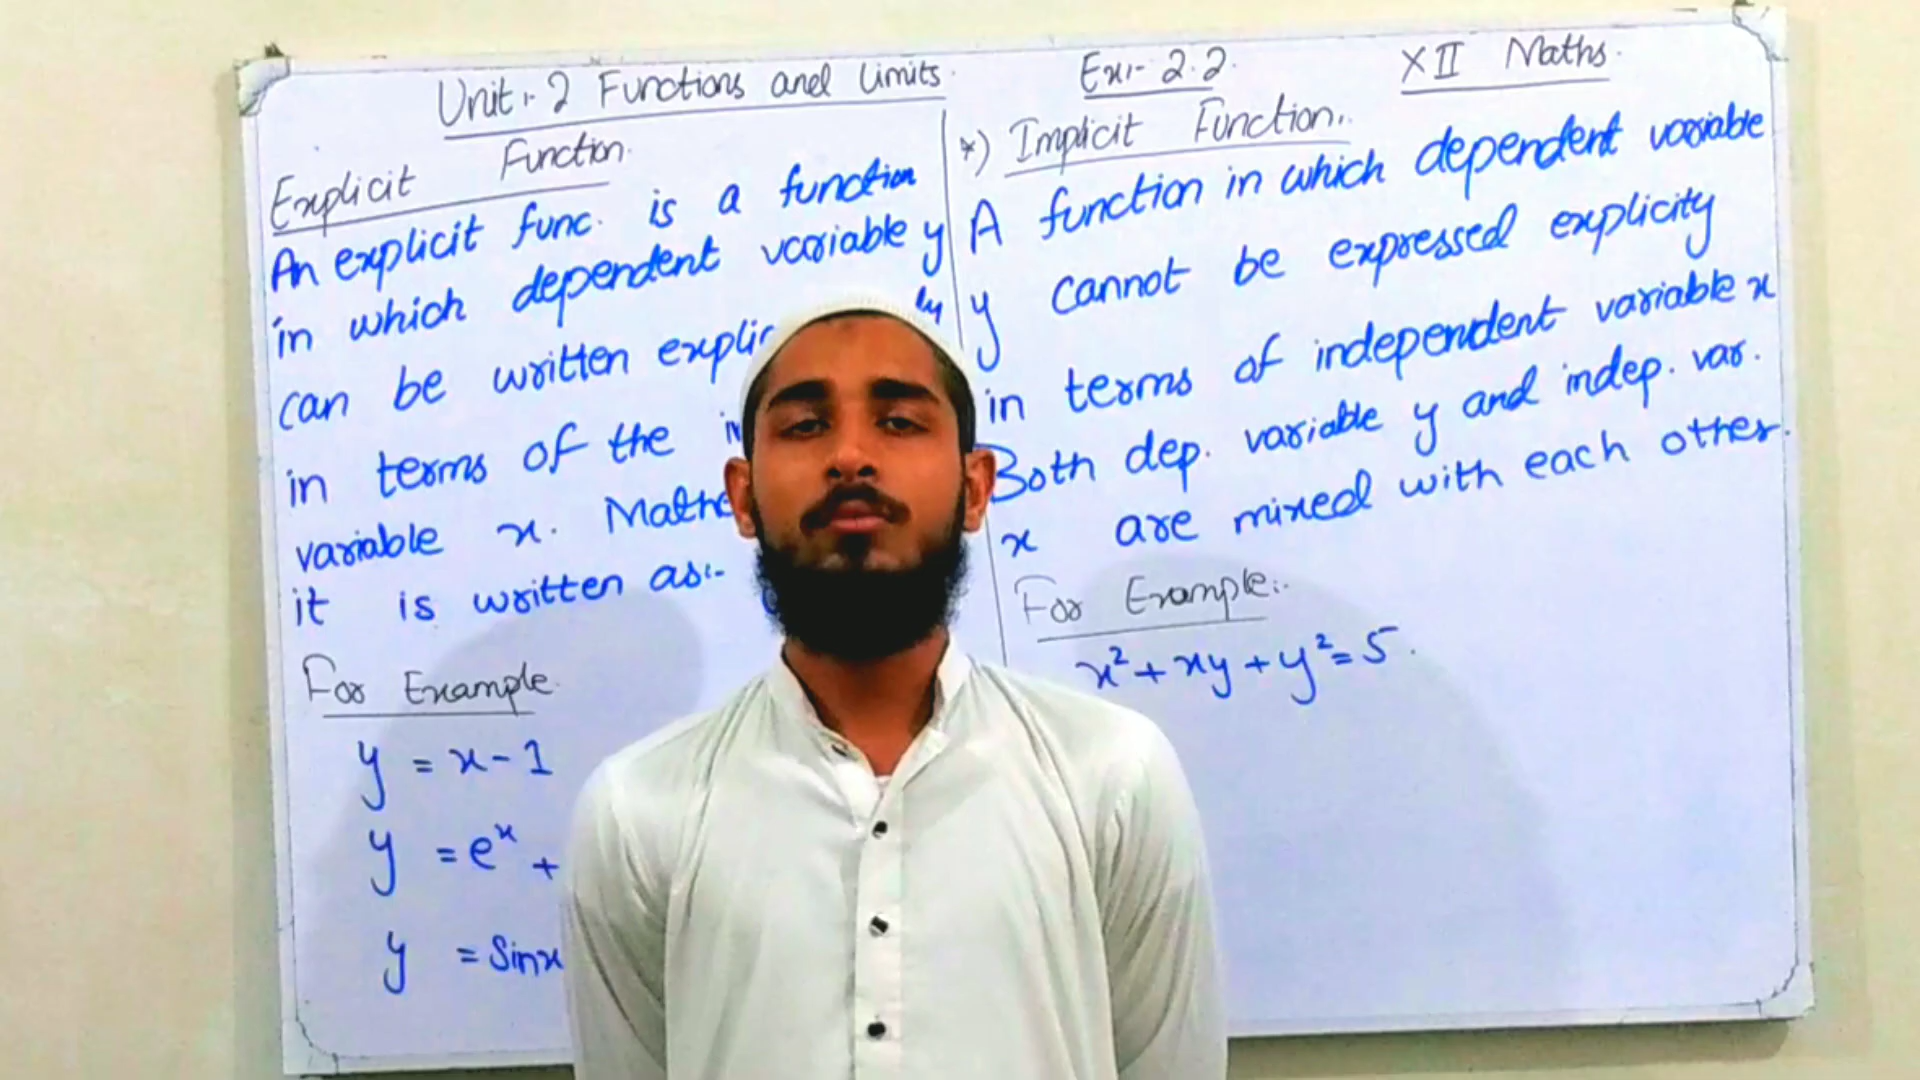 Unit:- 2 Functions and Limits Ex:- 2.2 XII Maths.
Explicit Function.
An explicit func. is a function
in which dependent variable y
can be written explic ly
in terms of the
variable x. Mathe
it is written as:-
For Example.
y = x - 1
y = eˣ +
y = Sinx
*) Implicit Function:.
A function in which dependent variable
y cannot be expressed explicity
in terms of independent variable x
Both dep. variable y and indep. var.
x are mixed with each other.
For Example:.
x² + xy + y² = 5.